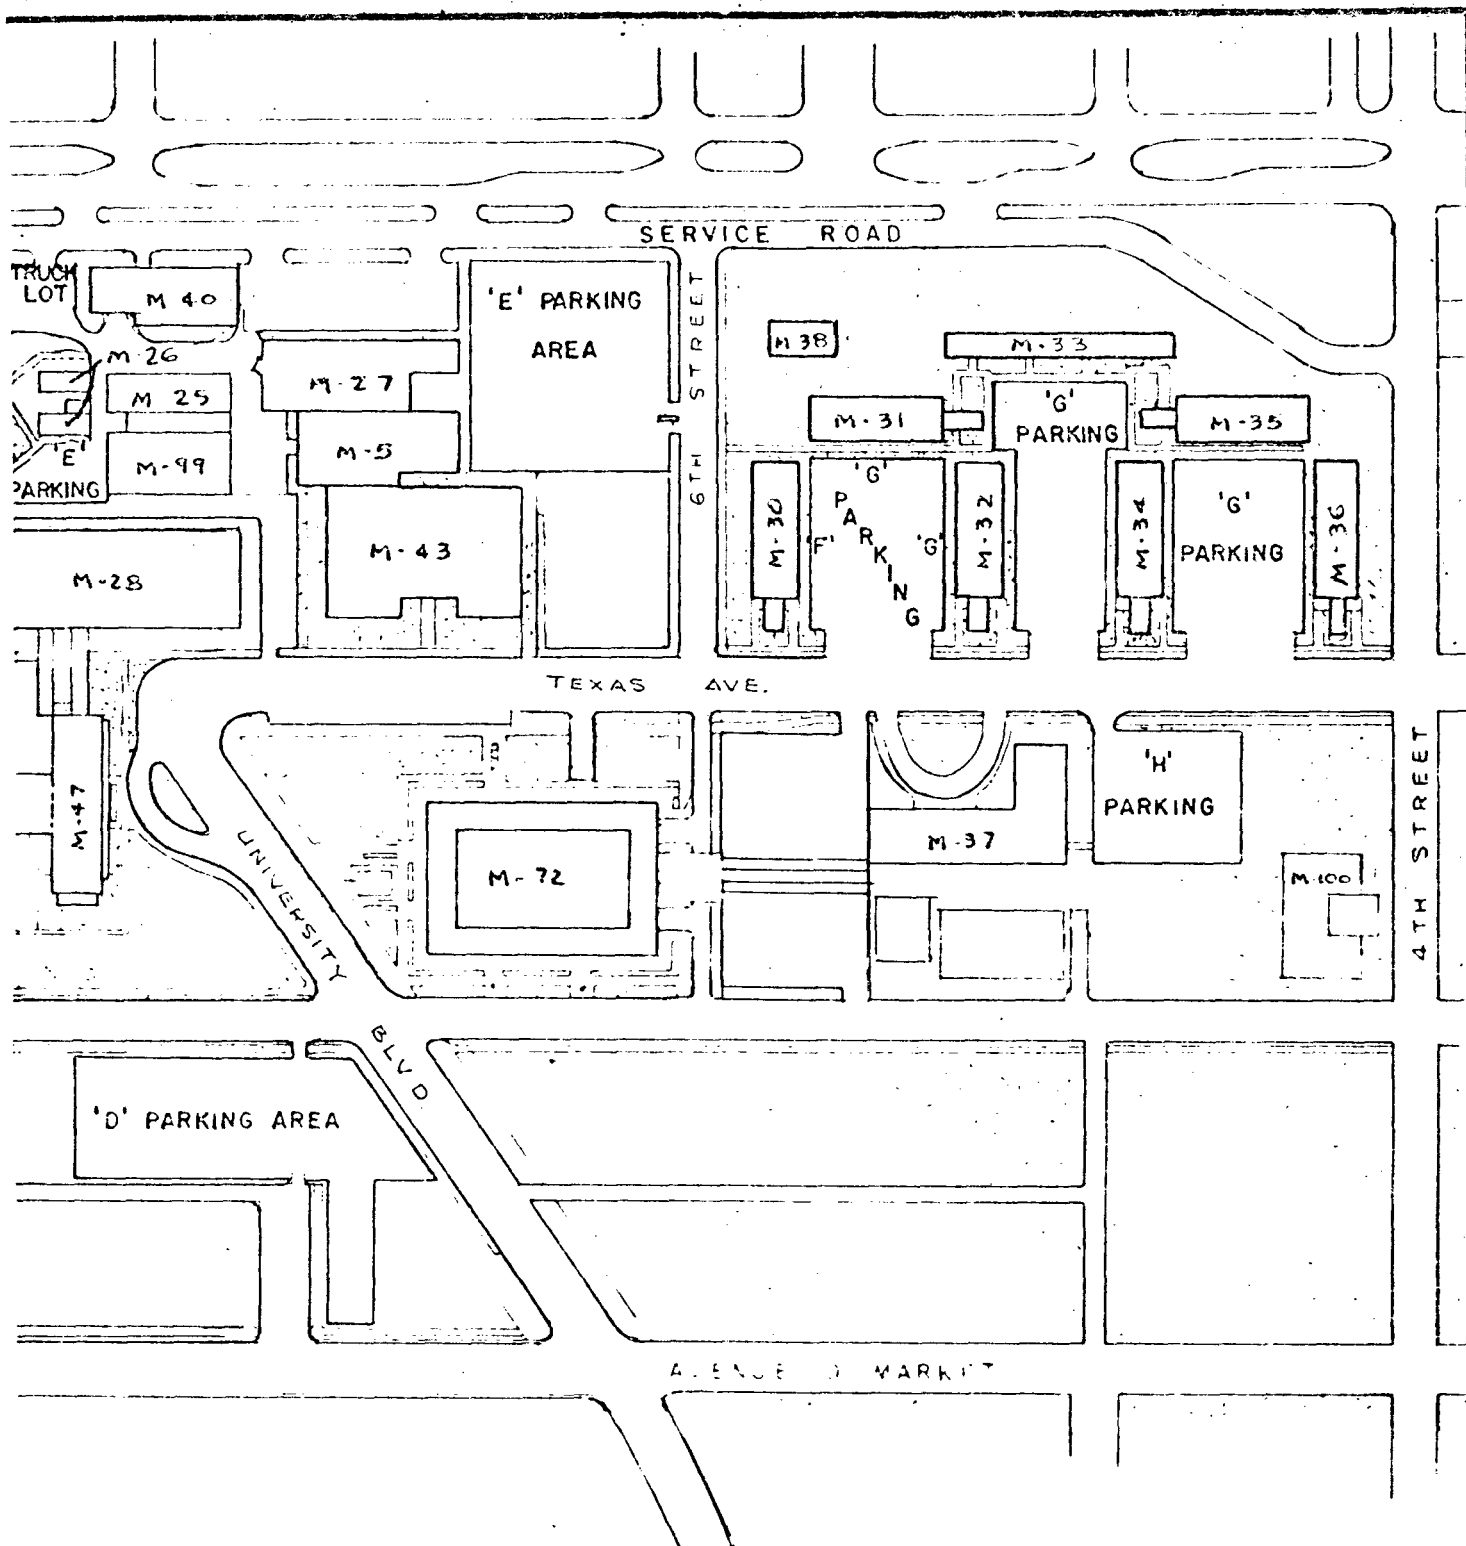 SERVICE ROAD
TRUCK
LOT
M 40
'E' PARKING
AREA
6TH STREET
M 38
M-33
M-26
M 25
M-27
'G'
PARKING
M-31
M-35
'E'
PARKING
M-99
M-5
'G'
PARKING
'F'
'G'
M-30
M-32
M-34
'G'
PARKING
M-36
M-28
M-43
TEXAS AVE.
M-47
UNIVERSITY
BLVD
M-72
M-37
'H'
PARKING
M-100
4TH STREET
'D' PARKING AREA
MARKET